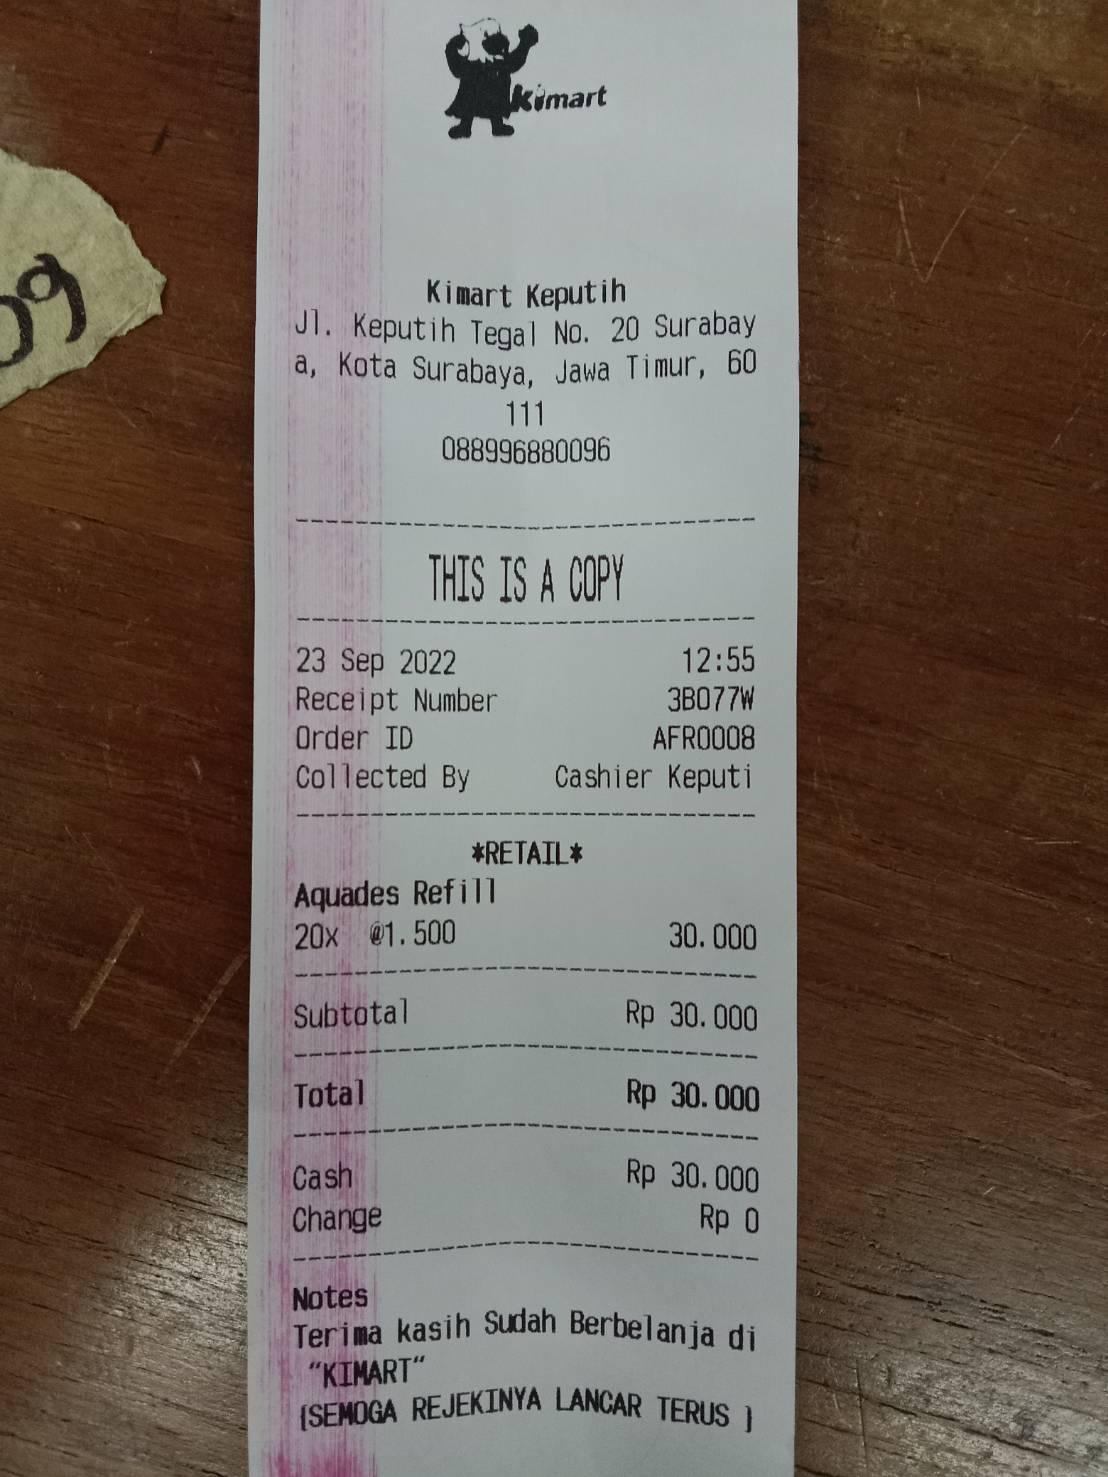 Kimart
Kimart Keputih
Jl. Keputih Tegal No. 20 Surabay
a, Kota Surabaya, Jawa Timur, 60
111
088996880096
THIS IS A COPY
23 Sep 2022 12:55
Receipt Number 3B077W
Order ID AFR0008
Collected By Cashier Keputi
*RETAIL*
Aquades Refill
20x @1.500 30.000
Subtotal Rp 30.000
Total Rp 30.000
Cash Rp 30.000
Change Rp 0
Notes
Terima kasih Sudah Berbelanja di
“KIMART“
[SEMOGA REJEKINYA LANCAR TERUS ]